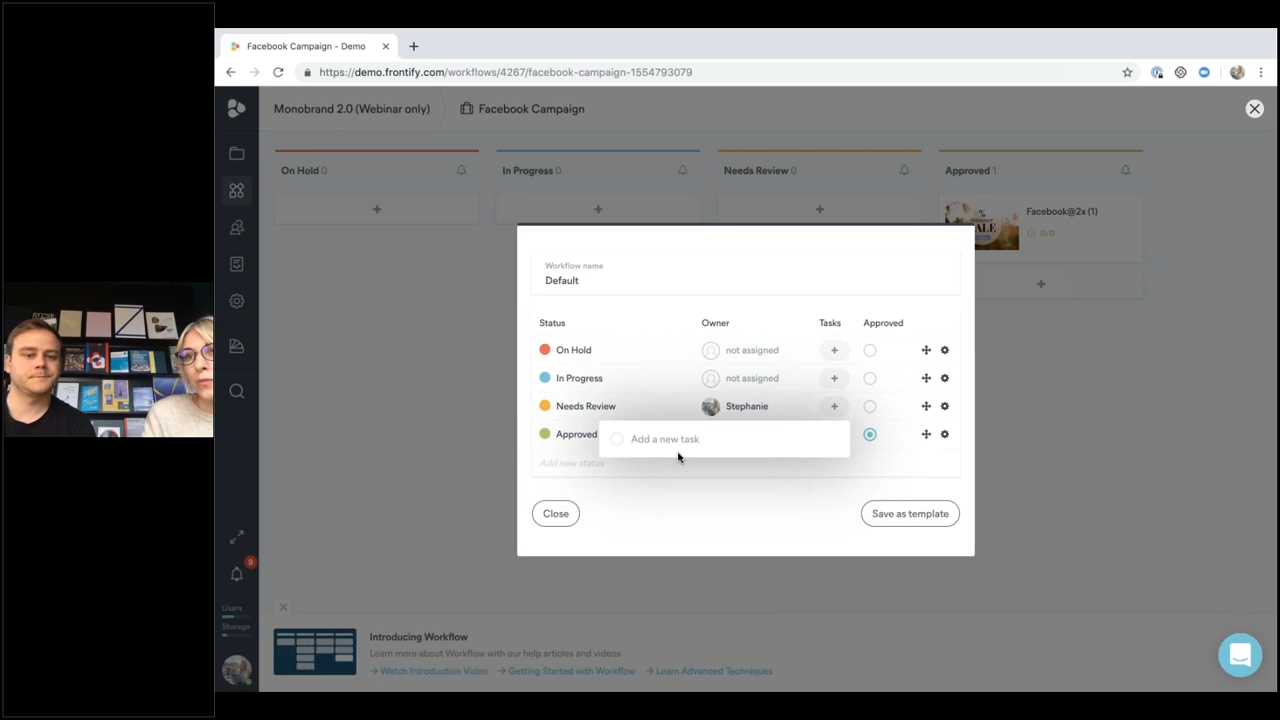 Facebook Campaign - Demo
https://demo.frontify.com/workflows/4267/facebook-campaign-1554793079
Monobrand 2.0 (Webinar only)
Facebook Campaign
On Hold 0
In Progress 0
Needs Review 0
Approved 1
Facebook@2x (1)
SALE
0/0
Workflow name
Default
Status Owner Tasks Approved
On Hold not assigned
In Progress not assigned
Needs Review Stephanie
Approved
Add a new task
Add new status
Close
Save as template
9
Users
Storage
Introducing Workflow
Learn more about Workflow with our help articles and videos
Watch Introduction Video
Getting Started with Workflow
Learn Advanced Techniques